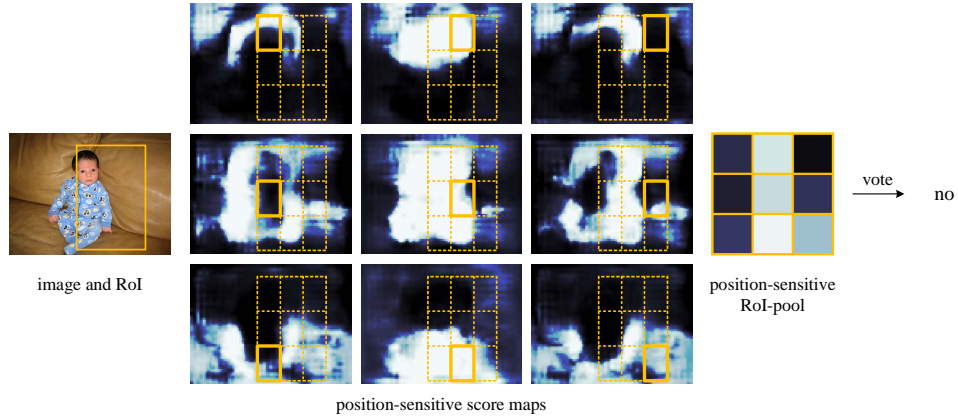 vote
no
image and RoI
position-sensitive
RoI-pool
position-sensitive score maps